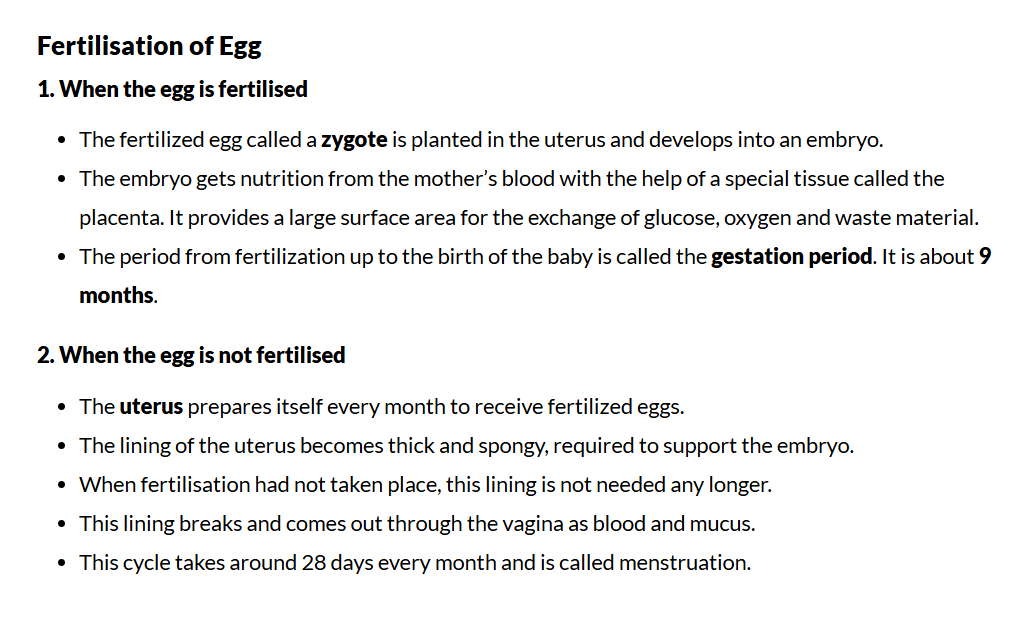 Fertilisation of Egg
1. When the egg is fertilised
• The fertilized egg called a zygote is planted in the uterus and develops into an embryo.
• The embryo gets nutrition from the mother’s blood with the help of a special tissue called the
placenta. It provides a large surface area for the exchange of glucose, oxygen and waste material.
• The period from fertilization up to the birth of the baby is called the gestation period. It is about 9
months.
2. When the egg is not fertilised
• The uterus prepares itself every month to receive fertilized eggs.
• The lining of the uterus becomes thick and spongy, required to support the embryo.
• When fertilisation had not taken place, this lining is not needed any longer.
• This lining breaks and comes out through the vagina as blood and mucus.
• This cycle takes around 28 days every month and is called menstruation.